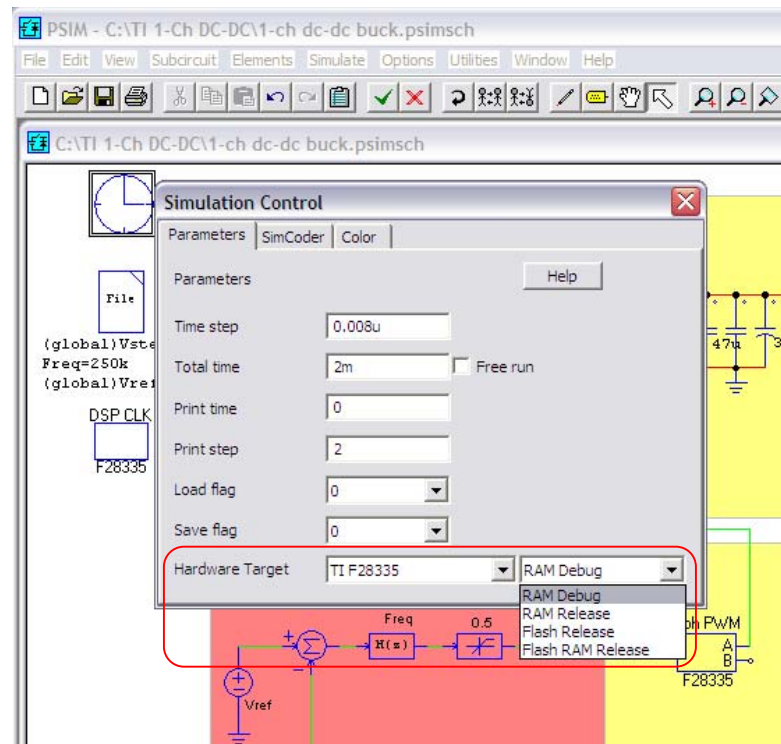 PSIM - C:\TI 1-Ch DC-DC\1-ch dc-dc buck.psimsch
File Edit View Subcircuit Elements Simulate Options Utilities Window Help
C:\TI 1-Ch DC-DC\1-ch dc-dc buck.psimsch
Simulation Control
Parameters SimCoder Color
Parameters Help
Time step 0.008u
Total time 2m Free run
Print time 0
Print step 2
Load flag 0
Save flag 0
Hardware Target TI F28335 RAM Debug
RAM Debug
RAM Release
Flash Release
Flash RAM Release
File
(global)Vste
Freq=250k
(global)Vref
DSP CLK
F28335
47u
3
Freq 0.5
H(s)
Vref
ph PWM
A
B
F28335